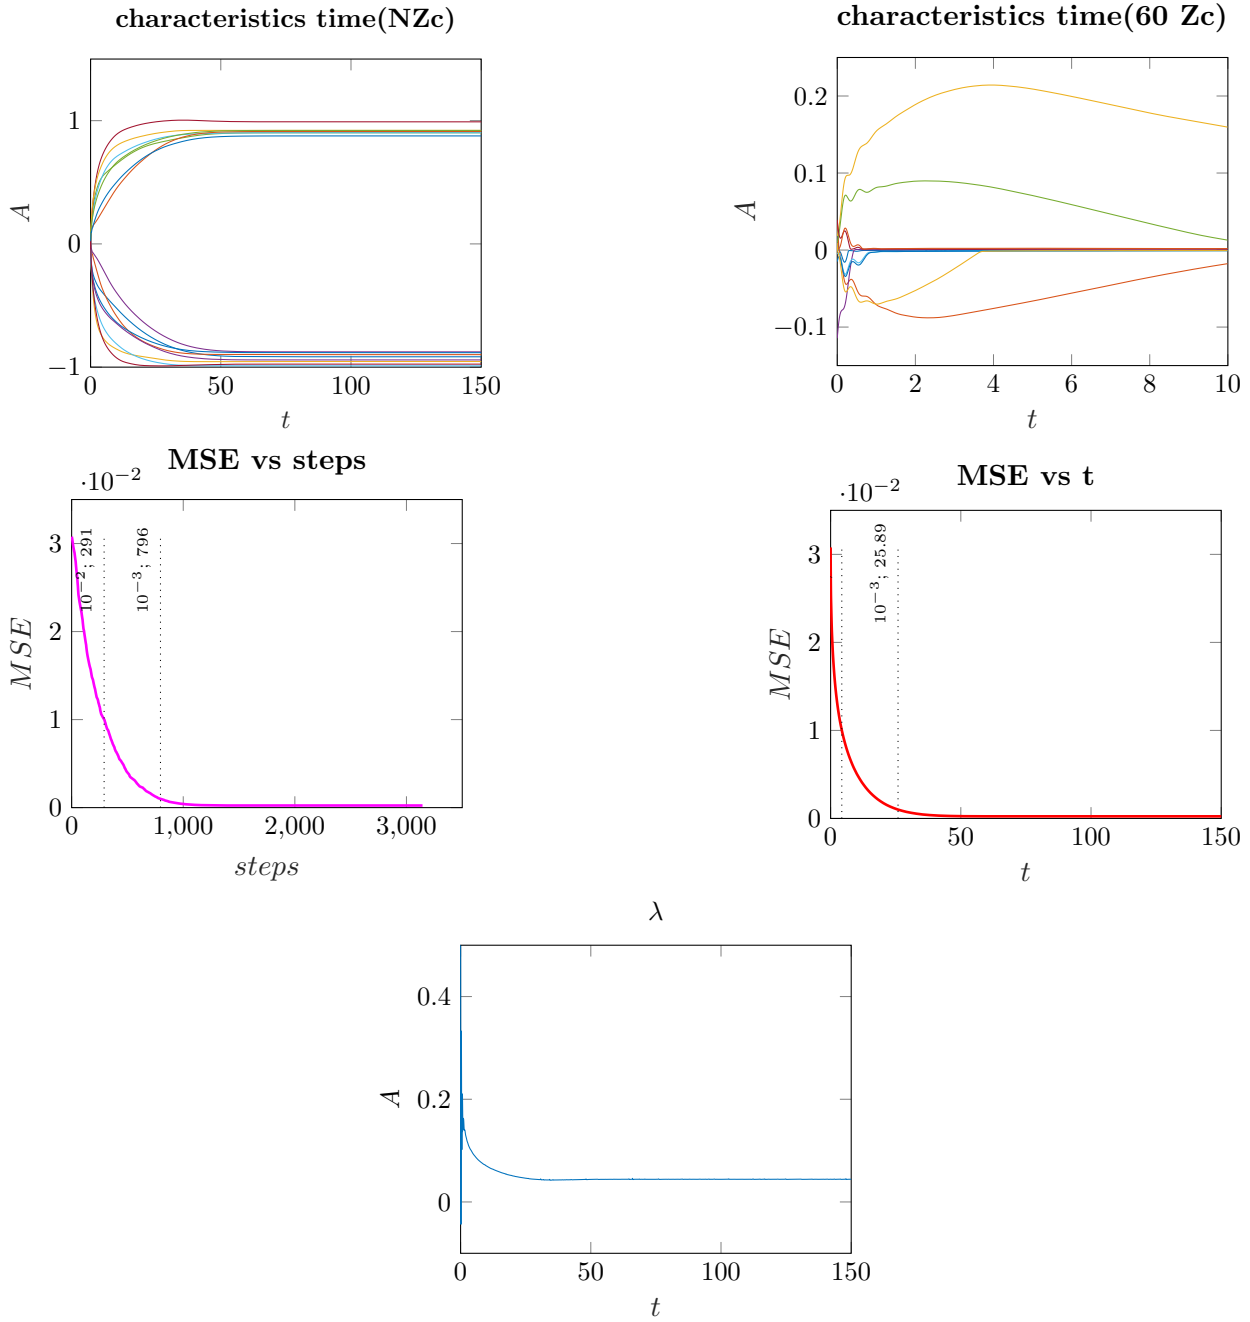 characteristics time(NZc)
A
1
0
−1
0 50 100 150
t
characteristics time(60 Zc)
A
0.2
0.1
0
−0.1
0 2 4 6 8 10
t
MSE vs steps
·10−2
MSE
3
2
1
0
10−2; 291
10−3; 796
0 1,000 2,000 3,000
steps
MSE vs t
·10−2
MSE
3
2
1
0
10−3; 25.89
0 50 100 150
t
λ
A
0.4
0.2
0
0 50 100 150
t